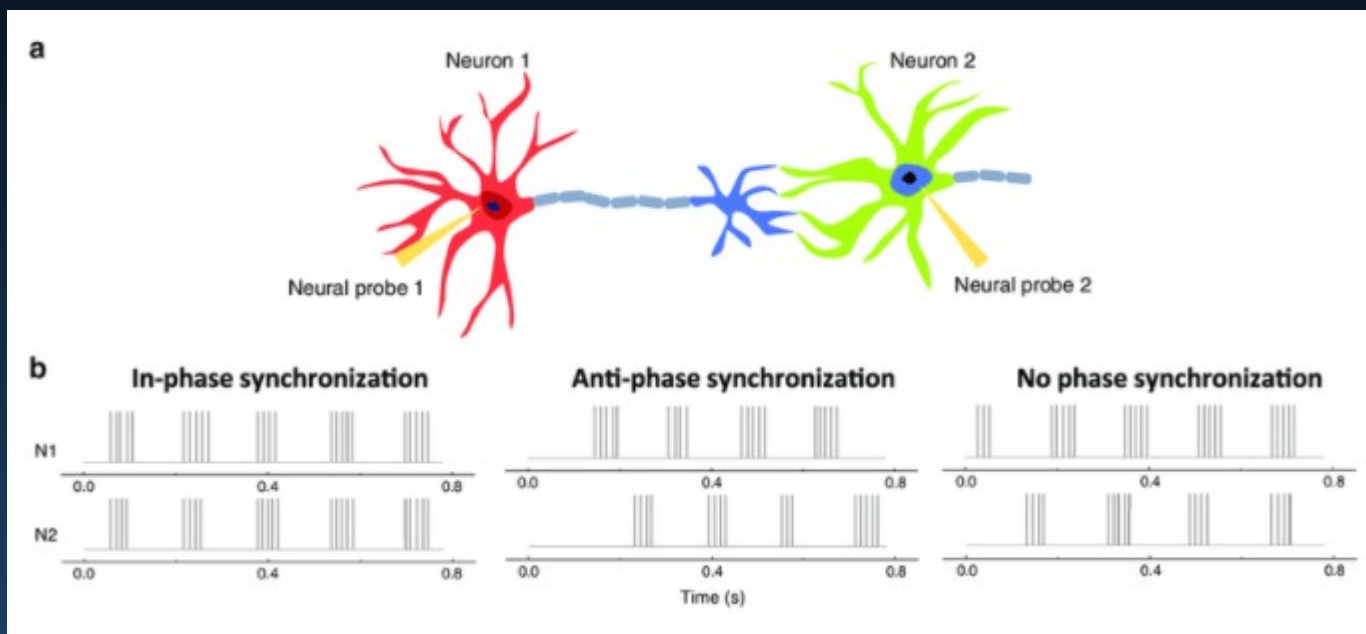 a
Neuron 1
Neuron 2
Neural probe 1
Neural probe 2
b
In-phase synchronization
Anti-phase synchronization
No phase synchronization
N1
0.0 0.4 0.8
0.0 0.4 0.8
0.0 0.4 0.8
N2
0.0 0.4 0.8
0.0 0.4 0.8
0.0 0.4 0.8
Time (s)